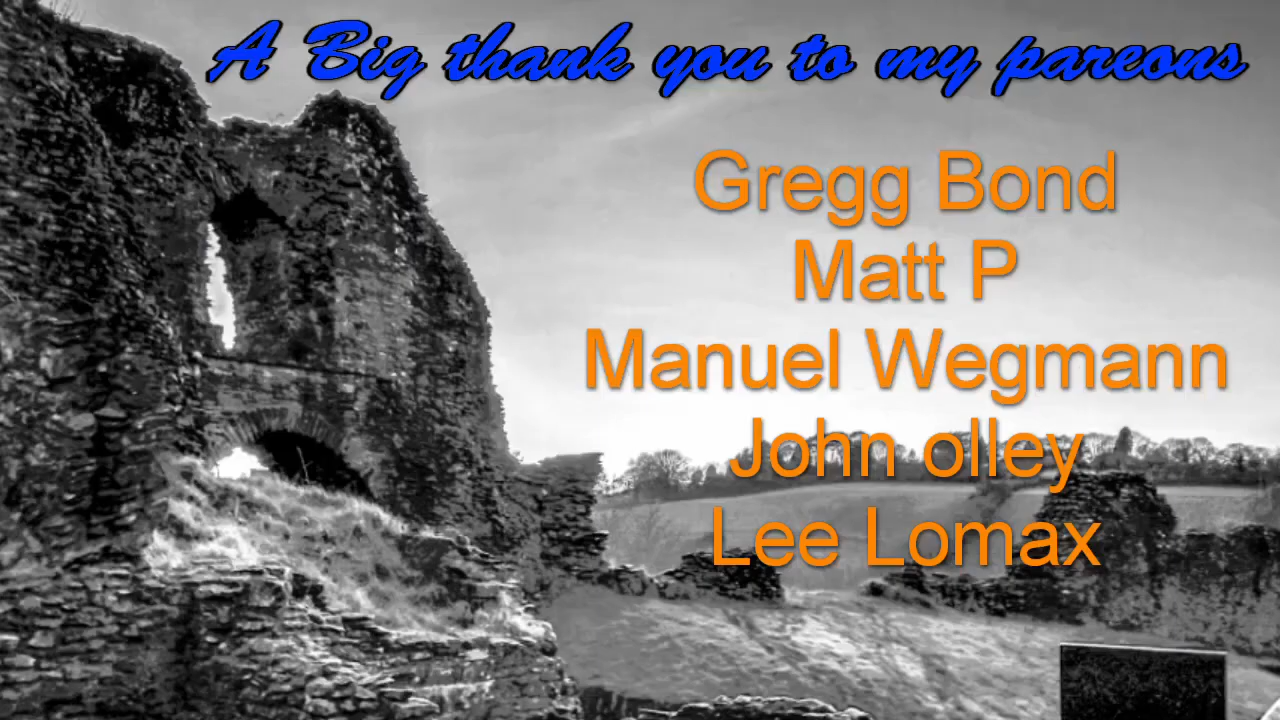 A Big thank you to my pareons
Gregg Bond
Matt P
Manuel Wegmann
John olley
Lee Lomax